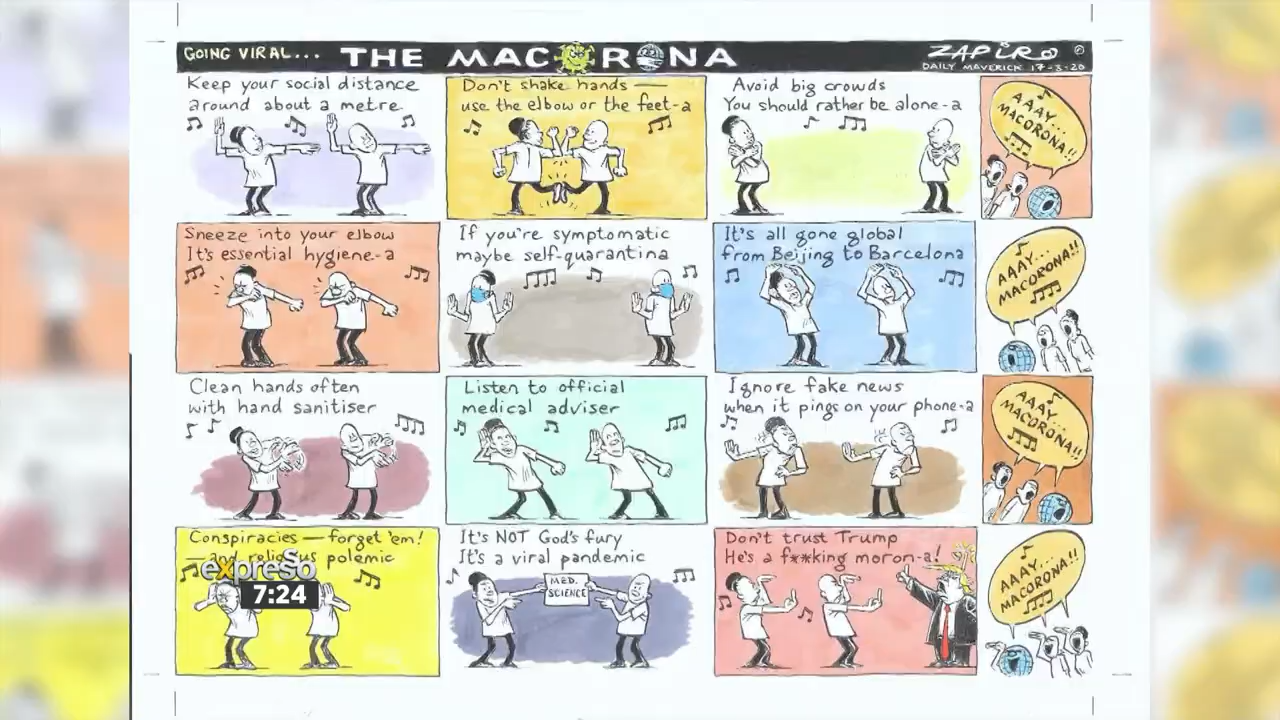 GOING VIRAL... THE MACORONA
ZAPIRO ©
DAILY MAVERICK 17-3-20
Keep your social distance
around about a metre
Don't shake hands —
use the elbow or the feet-a
Avoid big crowds
You should rather be alone-a
AAAY...
MACORONA!!
Sneeze into your elbow
It's essential hygiene-a
If you're symptomatic
maybe self-quarantina
It's all gone global
from Beijing to Barcelona
AAAY...
MACORONA!!
Clean hands often
with hand sanitiser
Listen to official
medical adviser
Ignore fake news
when it pings on your phone-a
AAAY...
MACORONA!!
Conspiracies — forget 'em!
— and religious polemic
It's NOT God's fury
It's a viral pandemic
MED.
SCIENCE
Don't trust Trump
He's a f**king moron-a!
AAAY...
MACORONA!!
expresso
7:24